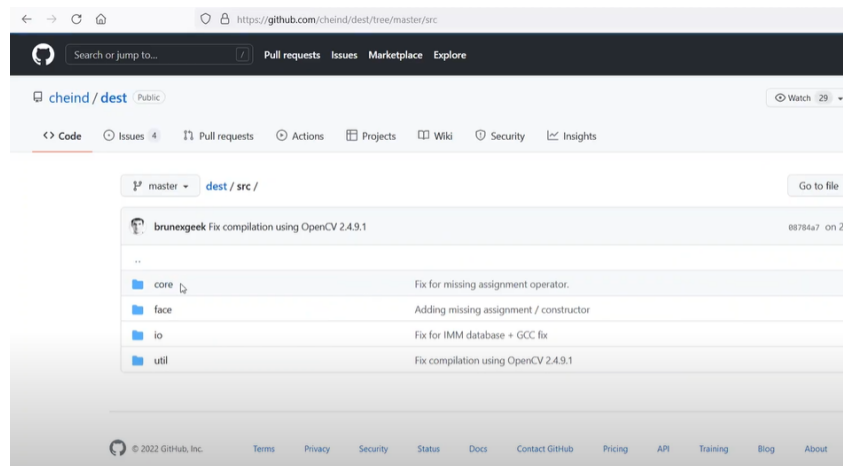 https://github.com/cheind/dest/tree/master/src
Search or jump to... / Pull requests Issues Marketplace Explore
cheind / dest Public Watch 29
Code Issues 4 Pull requests Actions Projects Wiki Security Insights
master dest / src / Go to file
brunexgeek Fix compilation using OpenCV 2.4.9.1 08784a7 on 2
..
core Fix for missing assignment operator.
face Adding missing assignment / constructor
io Fix for IMM database + GCC fix
util Fix compilation using OpenCV 2.4.9.1
© 2022 GitHub, Inc. Terms Privacy Security Status Docs Contact GitHub Pricing API Training Blog About